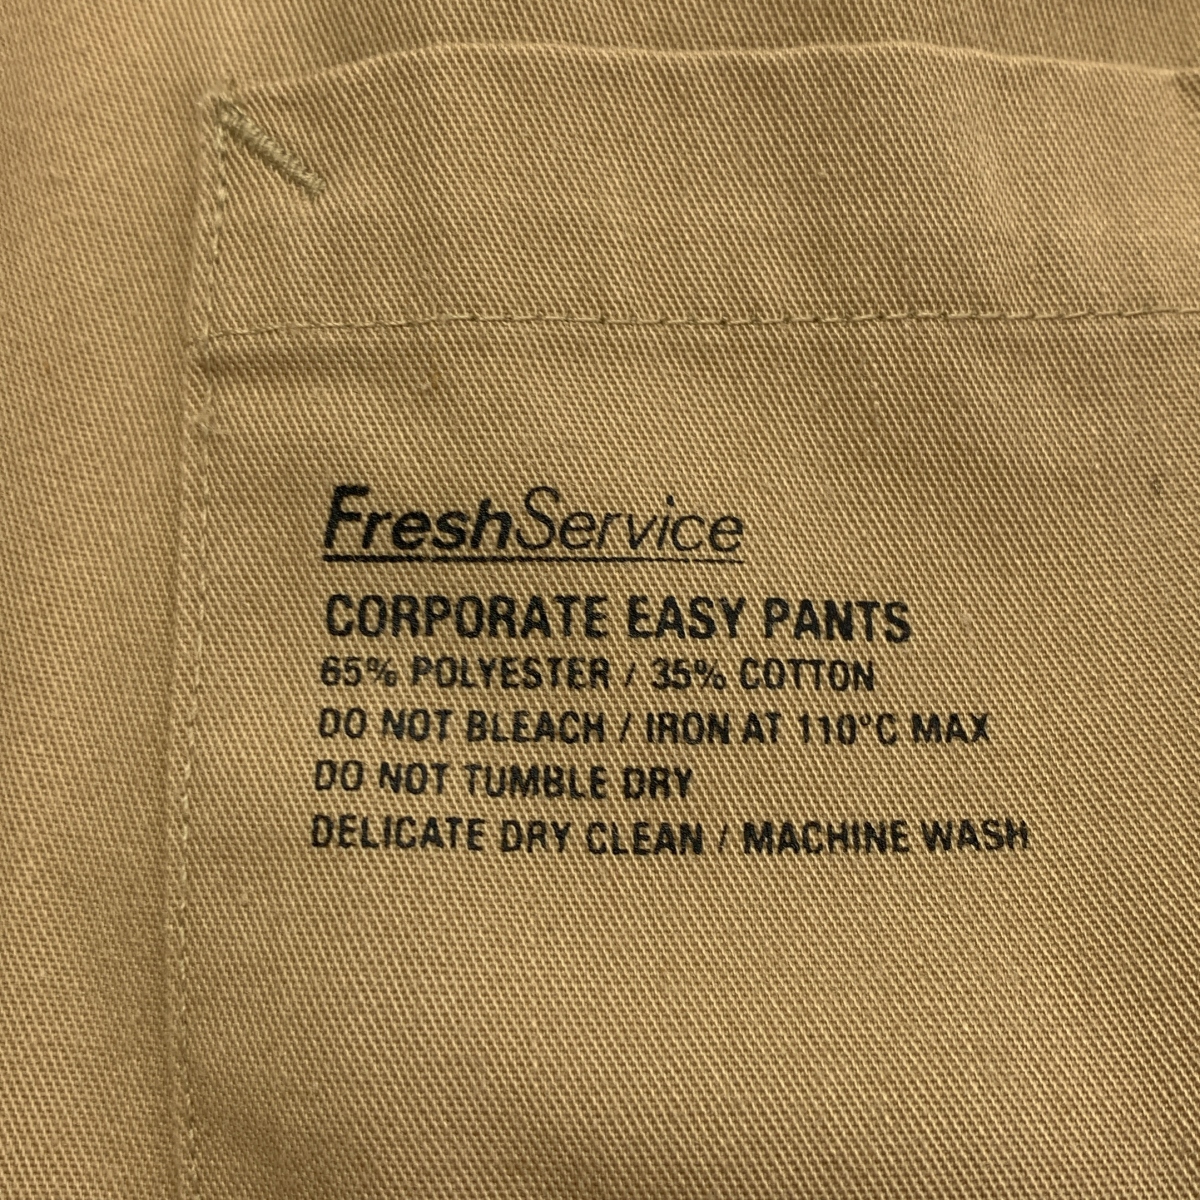 FreshService
CORPORATE EASY PANTS
65% POLYESTER / 35% COTTON
DO NOT BLEACH / IRON AT 110°C MAX
DO NOT TUMBLE DRY
DELICATE DRY CLEAN / MACHINE WASH